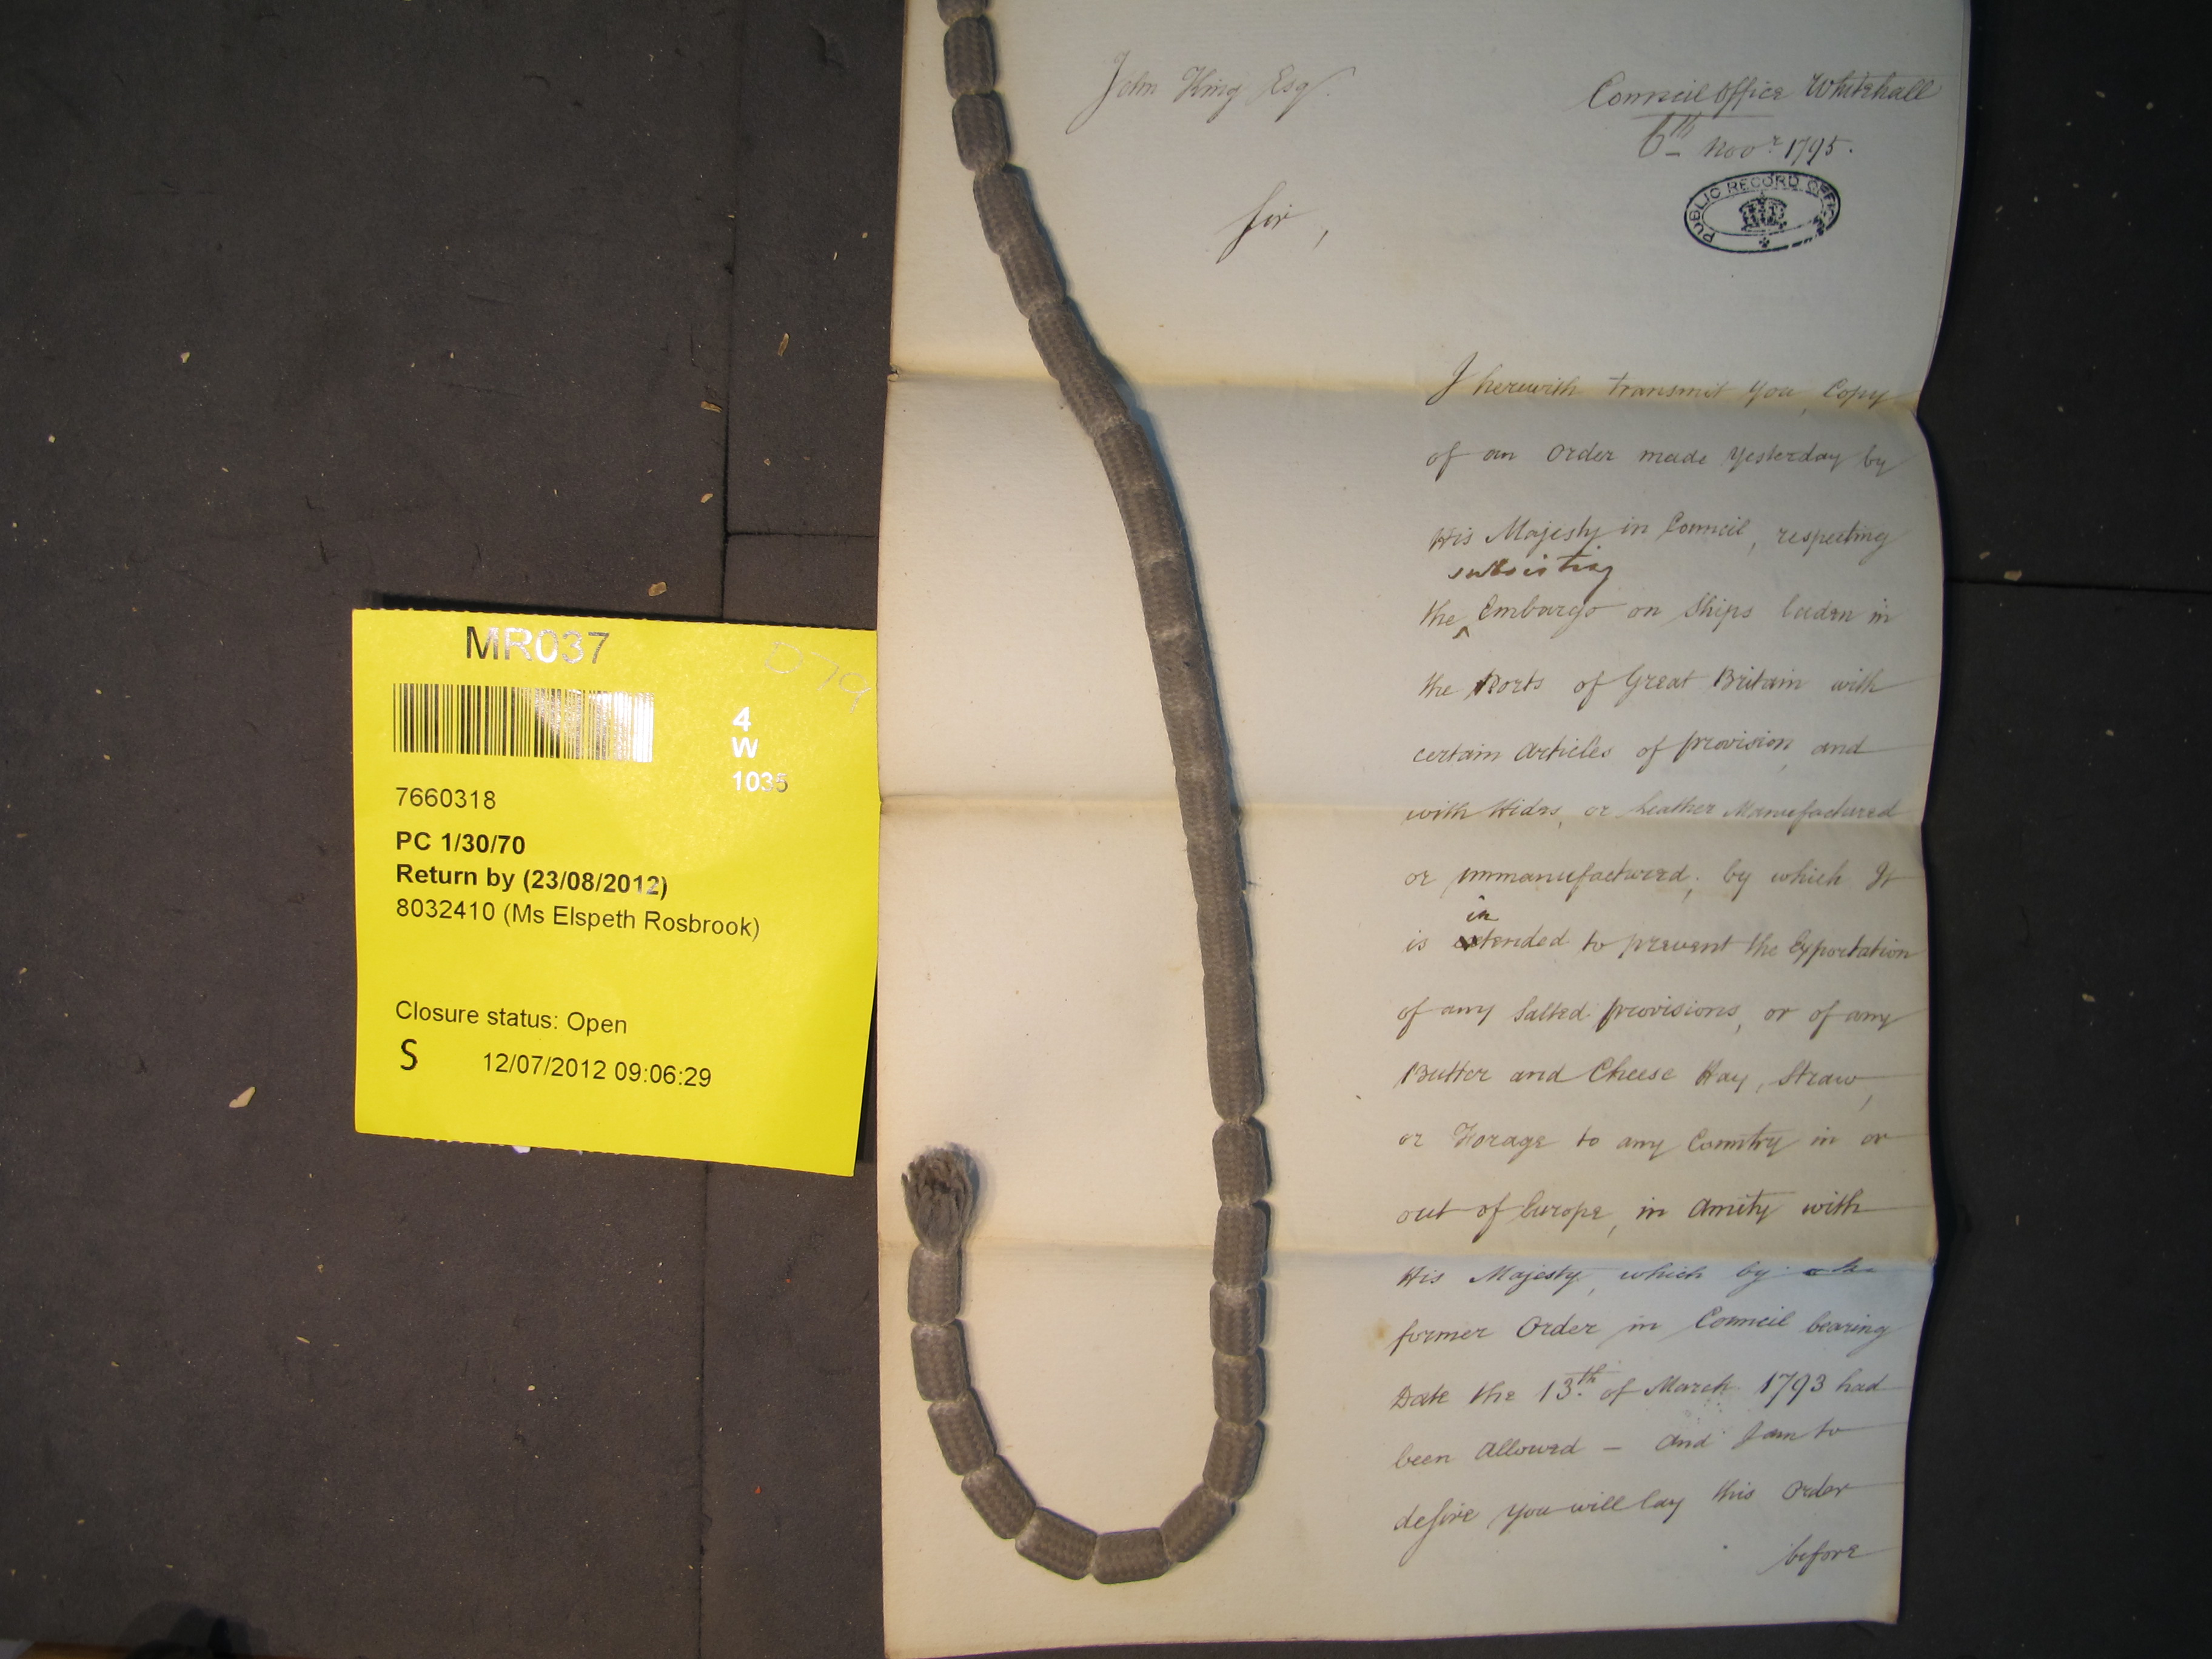 John King Esqr.
Council Office Whitehall
6th Novr 1795.
PUBLIC RECORD OFFICE
Sir,
I herewith transmit You, Copy
of an Order made Yesterday by
His Majesty in Council, respecting
subsisting
the ^ Embargo on Ships laden in
the Ports of Great Britain with
certain Articles of provision, and
with Hides, or Leather Manufactured
or unmanufactured; by which It
in
is tended to prevent the Exportation
of any Salted provisions, or of any
Butter and Cheese Hay, Straw,
or Forage to any Country in or
out of Europe, in Amity with
His Majesty, which by
former Order in Council bearing
Date the 13th of March 1793 had
been Allowed — And I am to
desire You will lay this Order
before
MR037
D79
4
W
1035
7660318
PC 1/30/70
Return by (23/08/2012)
8032410 (Ms Elspeth Rosbrook)
Closure status: Open
S 12/07/2012 09:06:29